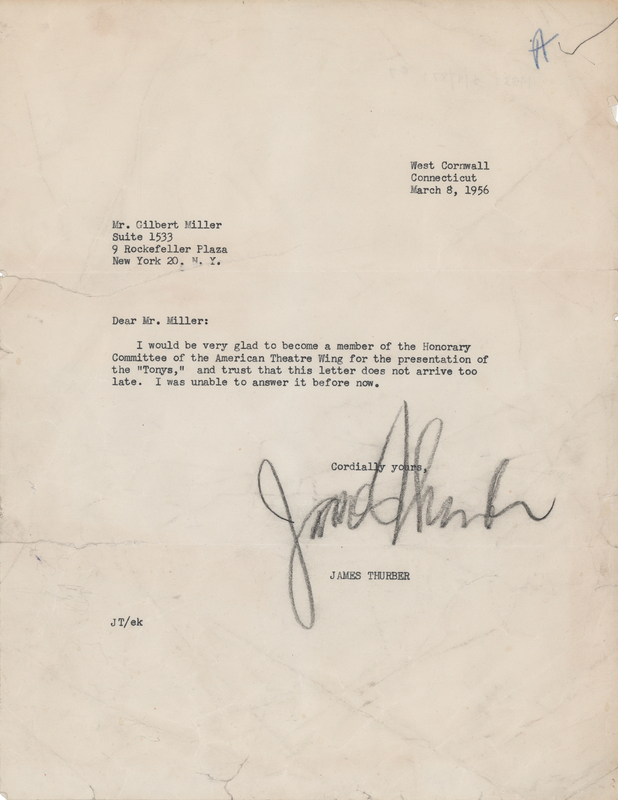 West Cornwall
Connecticut
March 8, 1956
Mr. Gilbert Miller
Suite 1533
9 Rockefeller Plaza
New York 20. N. Y.
Dear Mr. Miller:
I would be very glad to become a member of the Honorary
Committee of the American Theatre Wing for the presentation of
the "Tonys," and trust that this letter does not arrive too
late. I was unable to answer it before now.
Cordially yours,
James Thurber
JAMES THURBER
JT/ek